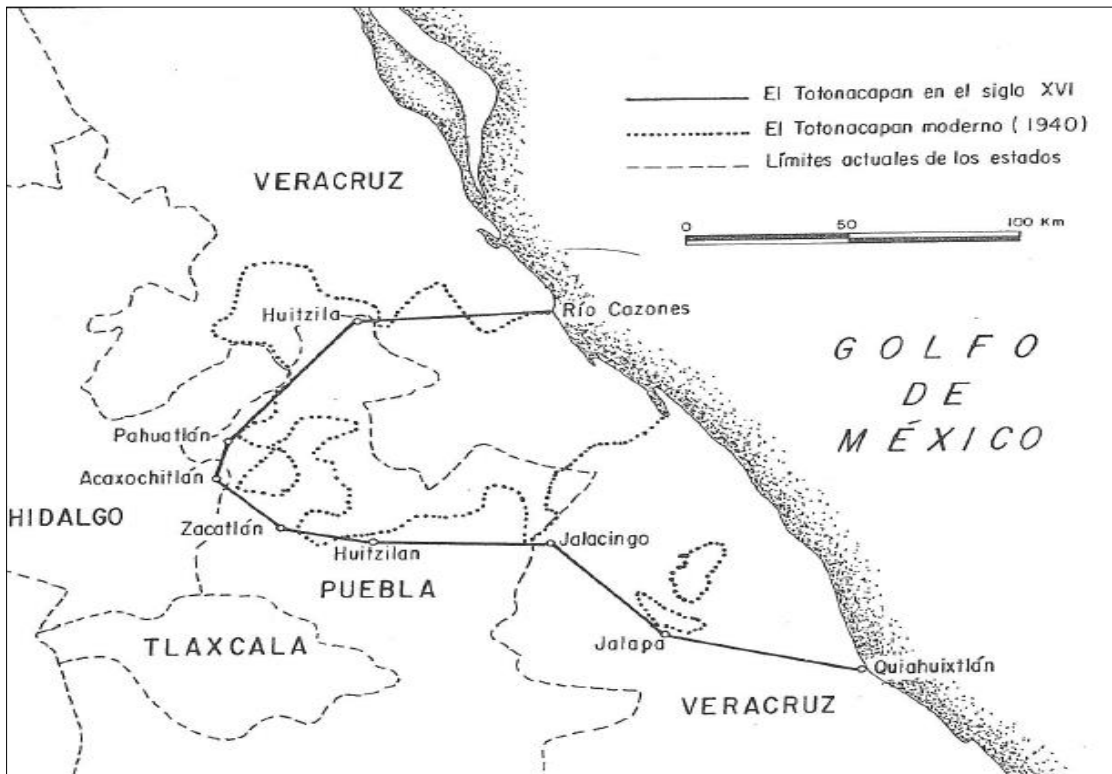 El Totonacapan en el siglo XVI
El Totonacapan moderno (1940)
Límites actuales de los estados
0 50 100 Km
VERACRUZ
Huitzila
Río Cazones
GOLFO
DE
MÉXICO
Pahuatlán
Acaxochitlán
HIDALGO
Zacatlán
Huitzilan
Jalacingo
PUEBLA
TLAXCALA
Jalapa
Quiahuixtlán
VERACRUZ